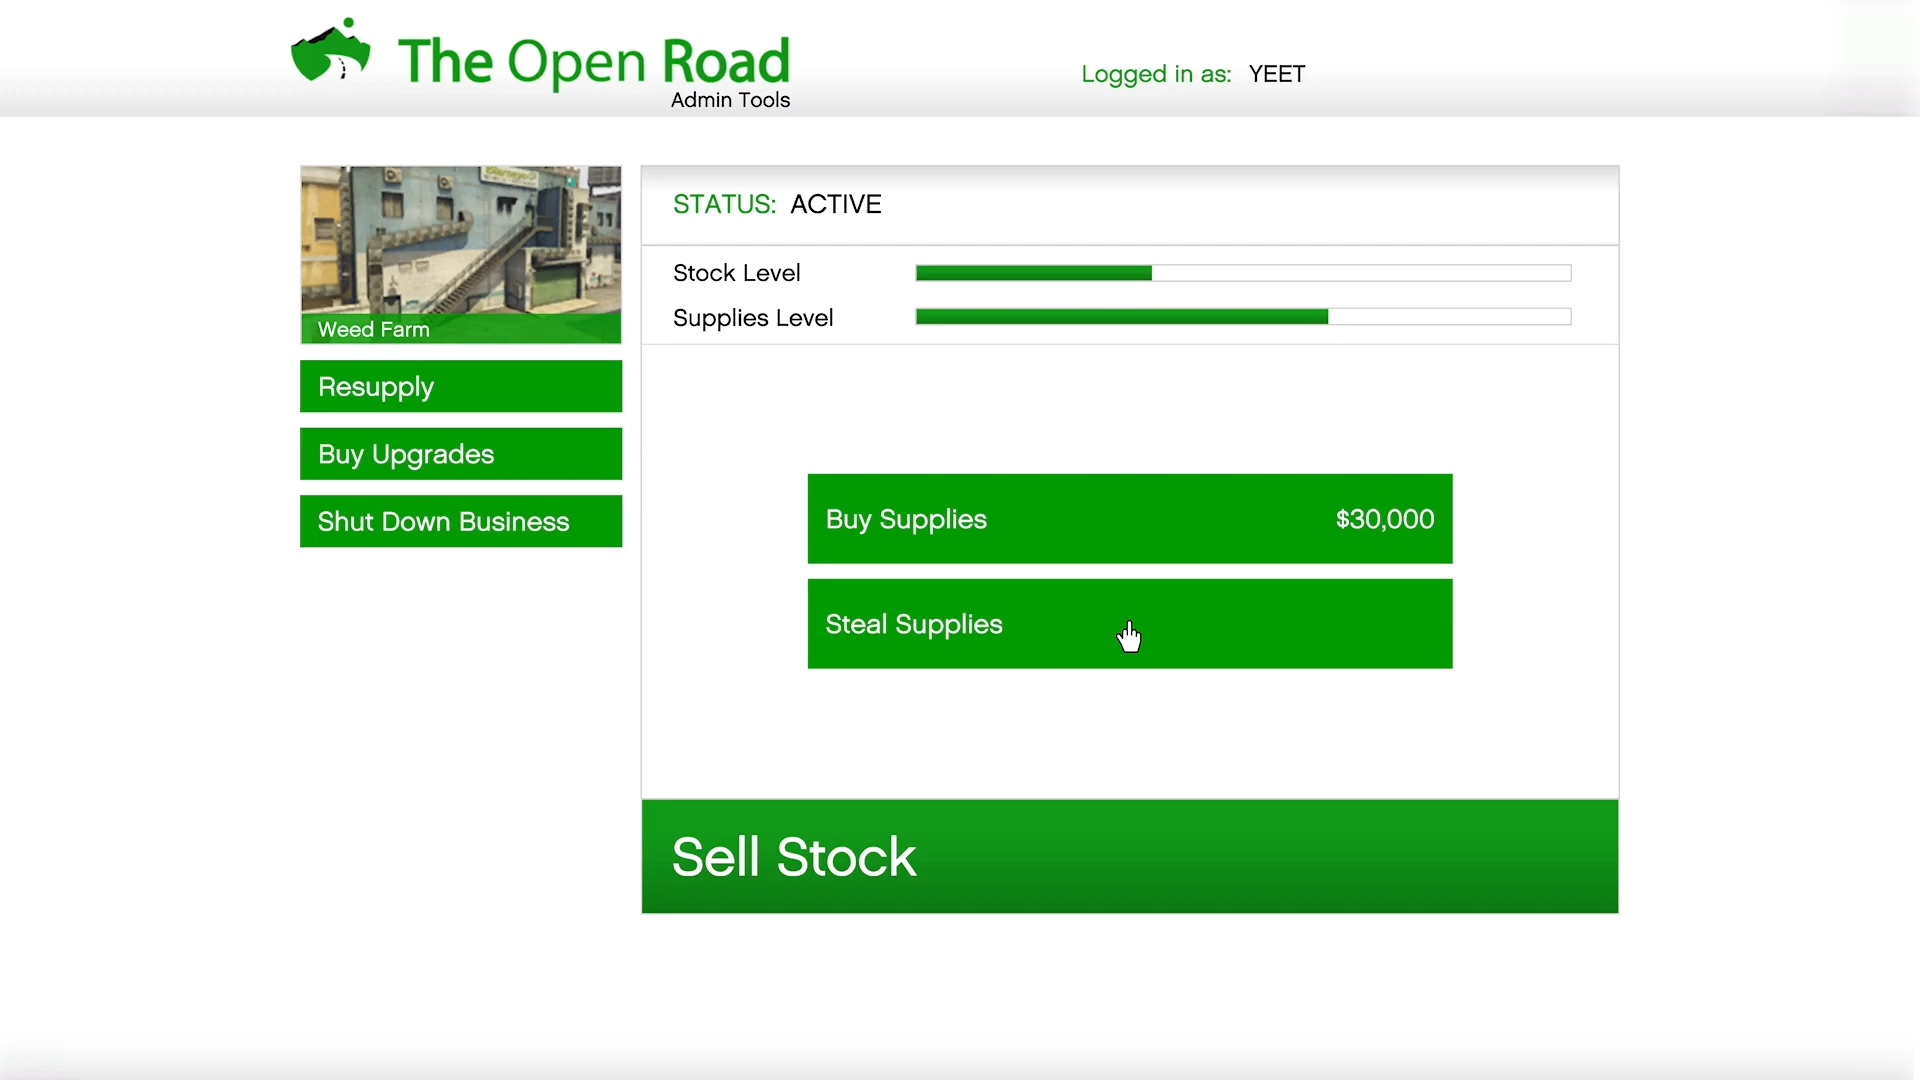 The Open Road
Admin Tools
Logged in as: YEET
Weed Farm
Resupply
Buy Upgrades
Shut Down Business
STATUS: ACTIVE
Stock Level
Supplies Level
Buy Supplies $30,000
Steal Supplies
Sell Stock